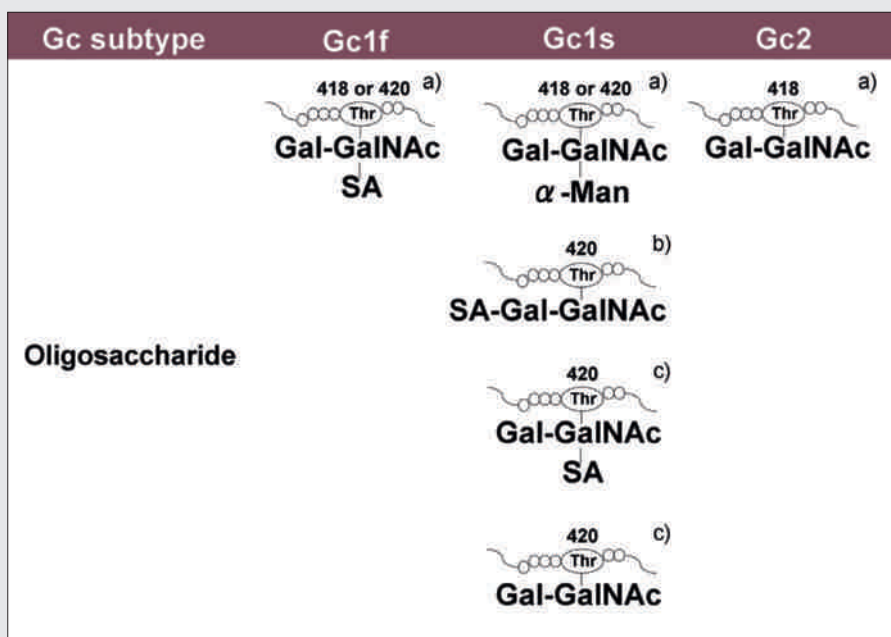 Gc subtype Gc1f Gc1s Gc2
418 or 420 a) 418 or 420 a) 418 a)
Thr Thr Thr
Gal-GalNAc Gal-GalNAc Gal-GalNAc
SA α-Man
420 b)
Thr
SA-Gal-GalNAc
Oligosaccharide
420 c)
Thr
Gal-GalNAc
SA
420 c)
Thr
Gal-GalNAc